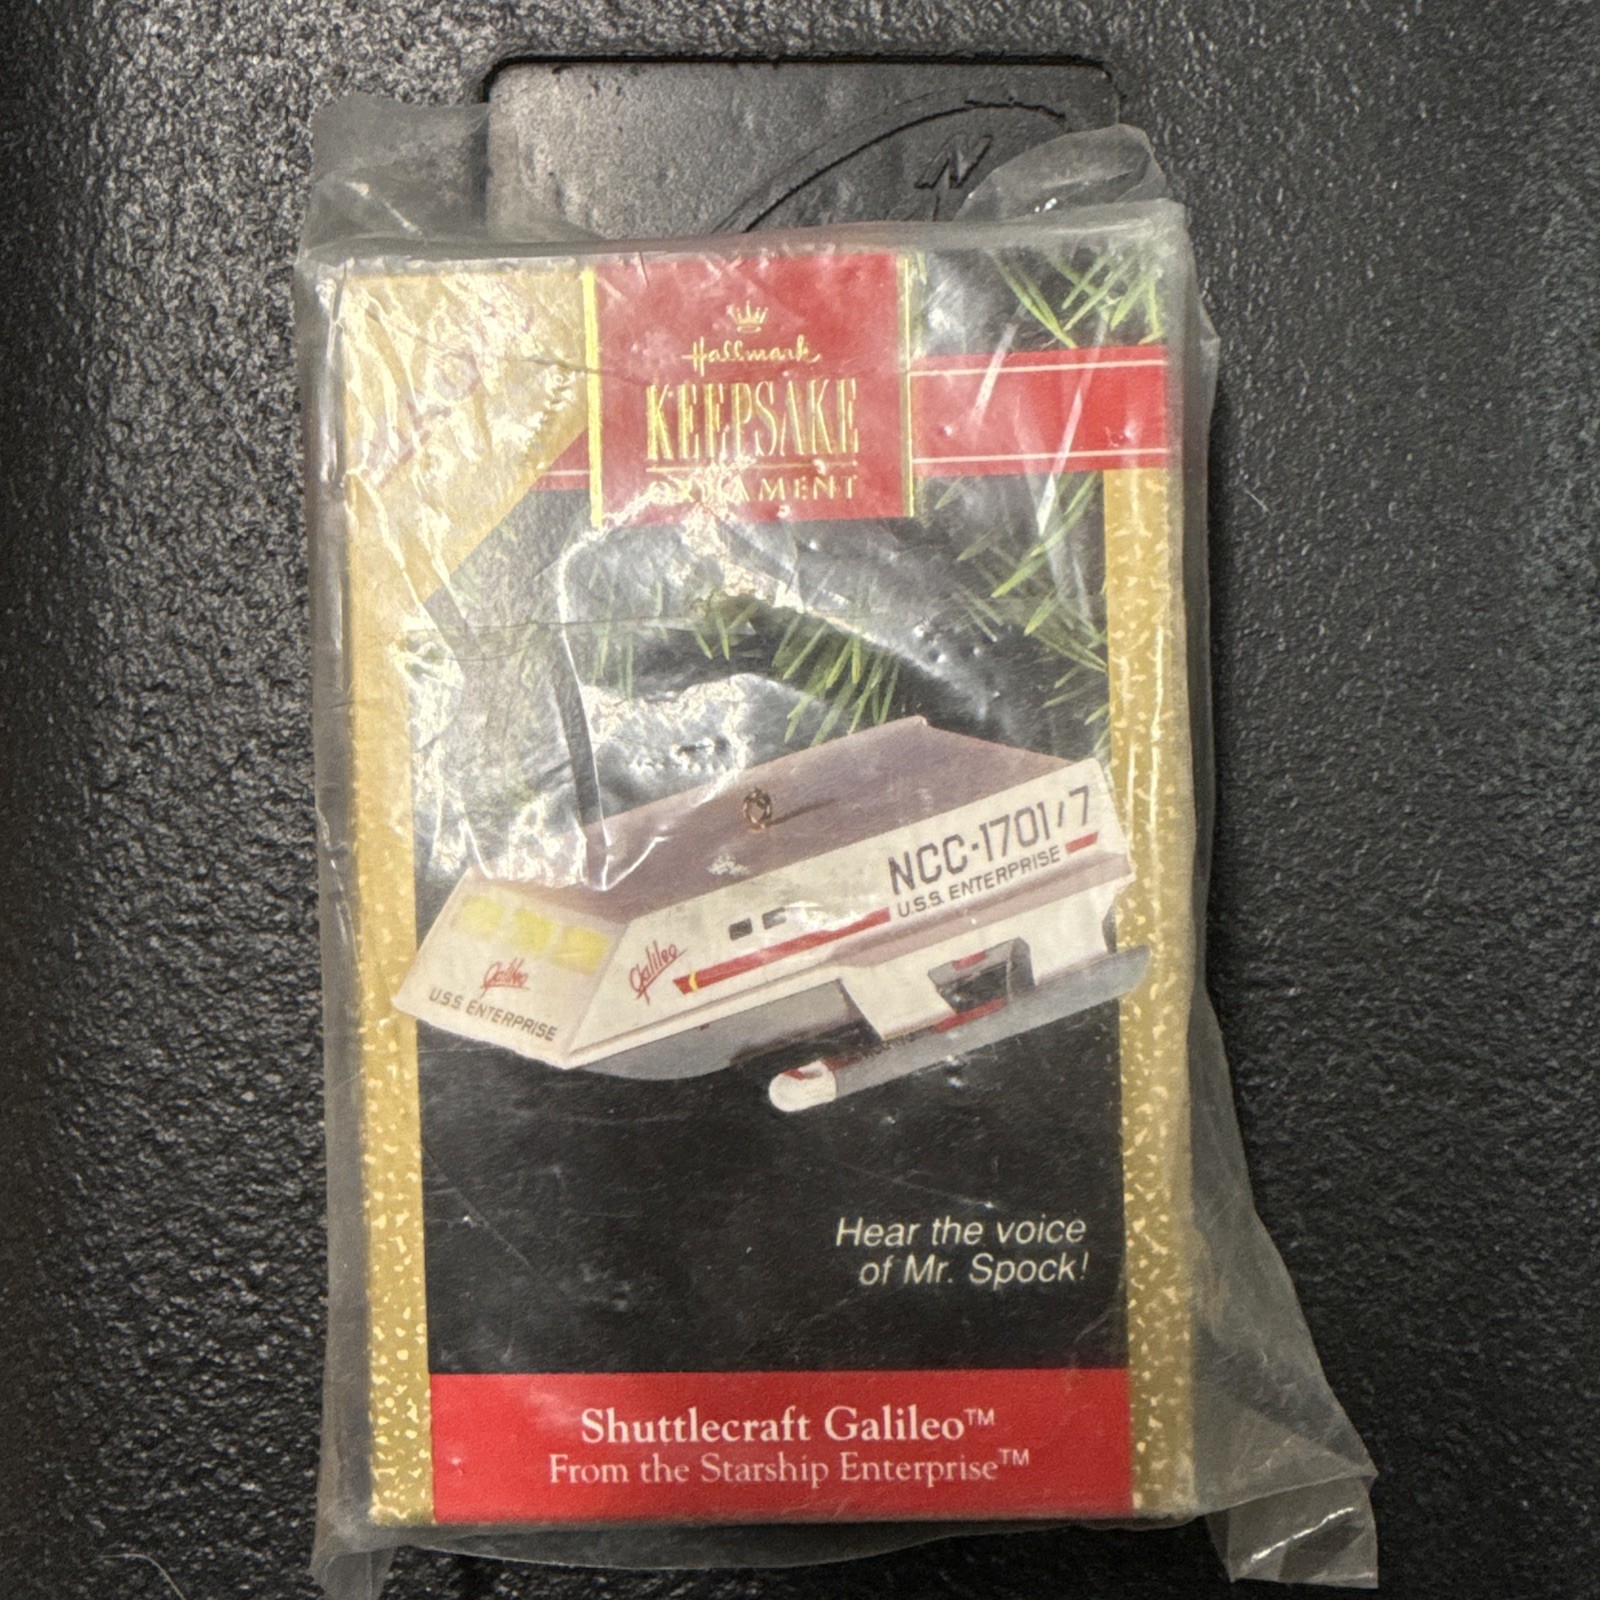 N
Hallmark
KEEPSAKE
ORNAMENT
NCC-1701/7
U.S.S. ENTERPRISE
Galileo
Galileo
U.S.S. ENTERPRISE
Hear the voice
of Mr. Spock!
Shuttlecraft Galileo™
From the Starship Enterprise™